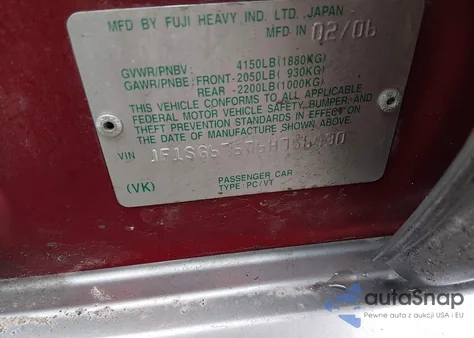 MFD BY FUJI HEAVY IND. LTD. JAPAN
MFD IN 02/06
GVWR/PNBV 4150LB(1880KG)
GAWR/PNBE FRONT-2050LB( 930KG)
REAR -2200LB(1000KG)
THIS VEHICLE CONFORMS TO ALL APPLICABLE
FEDERAL MOTOR VEHICLE SAFETY, BUMPER AND
THEFT PREVENTION STANDARDS IN EFFECT ON
THE DATE OF MANUFACTURE SHOWN ABOVE.
VIN
PASSENGER CAR
(VK) TYPE PC/VT
autoSnap
Pewne auta z aukcji USA i EU